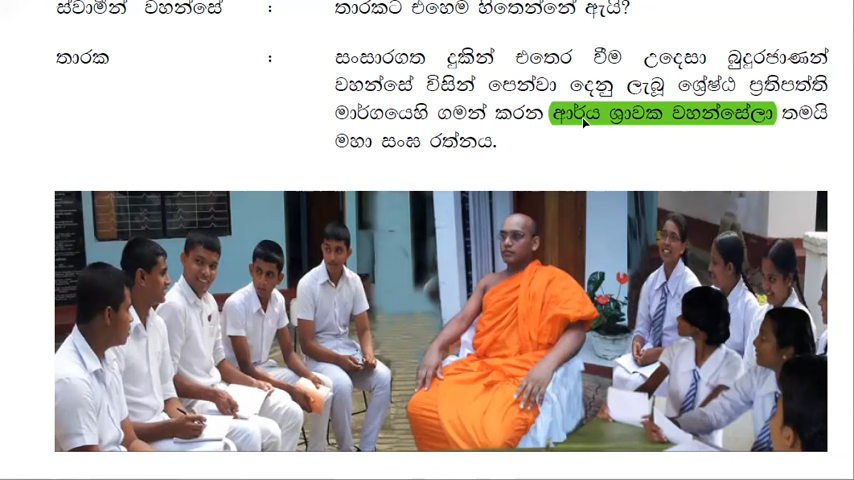 ස්වාමීන් වහන්සේ : තාරකට එහෙම හිතෙන්නේ ඇයි?
තාරක : සංසාරගත දුකින් එතෙර වීම උදෙසා බුදුරජාණන්
වහන්සේ විසින් පෙන්වා දෙනු ලැබූ ශ්‍රේෂ්ඨ ප්‍රතිපත්ති
මාර්ගයෙහි ගමන් කරන ආර්ය ශ්‍රාවක වහන්සේලා තමයි
මහා සංඝ රත්නය.